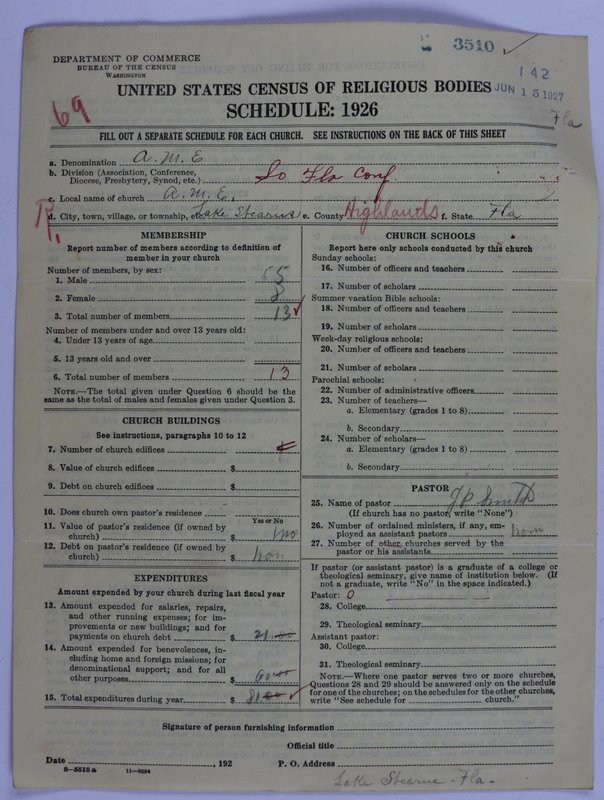 3510
DEPARTMENT OF COMMERCE
BUREAU OF THE CENSUS
WASHINGTON
142
JUN 15 1927
UNITED STATES CENSUS OF RELIGIOUS BODIES
SCHEDULE: 1926
69
Fla
FILL OUT A SEPARATE SCHEDULE FOR EACH CHURCH. SEE INSTRUCTIONS ON THE BACK OF THIS SHEET
a. Denomination A.M.E
b. Division (Association, Conference, Diocese, Presbytery, Synod, etc.) So Fla Conf.
c. Local name of church A.M.E.
d. City, town, village, or township, etc. Lake Stearns e. County Highlands f. State Fla
R.
MEMBERSHIP
Report number of members according to definition of
member in your church
Number of members, by sex:
1. Male 5
2. Female 8
3. Total number of members 13
Number of members under and over 13 years old:
4. Under 13 years of age
5. 13 years old and over
6. Total number of members 13
NOTE.—The total given under Question 6 should be the
same as the total of males and females given under Question 3.
CHURCH BUILDINGS
See instructions, paragraphs 10 to 12
7. Number of church edifices
8. Value of church edifices $
9. Debt on church edifices $
10. Does church own pastor's residence
Yes or No
11. Value of pastor's residence (if owned by
church) $ no
12. Debt on pastor's residence (if owned by
church) $ non
EXPENDITURES
Amount expended by your church during last fiscal year
13. Amount expended for salaries, repairs,
and other running expenses; for im-
provements or new buildings; and for
payments on church debt $ 21.00
14. Amount expended for benevolences, in-
cluding home and foreign missions; for
denominational support; and for all
other purposes $ 60.00
15. Total expenditures during year $ 81.00
CHURCH SCHOOLS
Report here only schools conducted by this church
Sunday schools:
16. Number of officers and teachers
17. Number of scholars
Summer vacation Bible schools:
18. Number of officers and teachers
19. Number of scholars
Week-day religious schools:
20. Number of officers and teachers
21. Number of scholars
Parochial schools:
22. Number of administrative officers
23. Number of teachers—
a. Elementary (grades 1 to 8)
b. Secondary
24. Number of scholars—
a. Elementary (grades 1 to 8)
b. Secondary
PASTOR
25. Name of pastor J P Smith
(If church has no pastor, write "None")
26. Number of ordained ministers, if any, em-
ployed as assistant pastors non
27. Number of other churches served by the
pastor or his assistants
If pastor (or assistant pastor) is a graduate of a college or
theological seminary, give name of institution below. (If
not a graduate, write "No" in the space indicated.)
Pastor: 0
28. College
29. Theological seminary
Assistant pastor:
30. College
31. Theological seminary
NOTE.—Where one pastor serves two or more churches,
Questions 28 and 29 should be answered only on the schedule
for one of the churches; on the schedules for the other churches,
write "See schedule for church."
Signature of person furnishing information
Official title
Date , 192 P. O. Address
8-5518 a 11-9054
Lake Stearns - Fla -